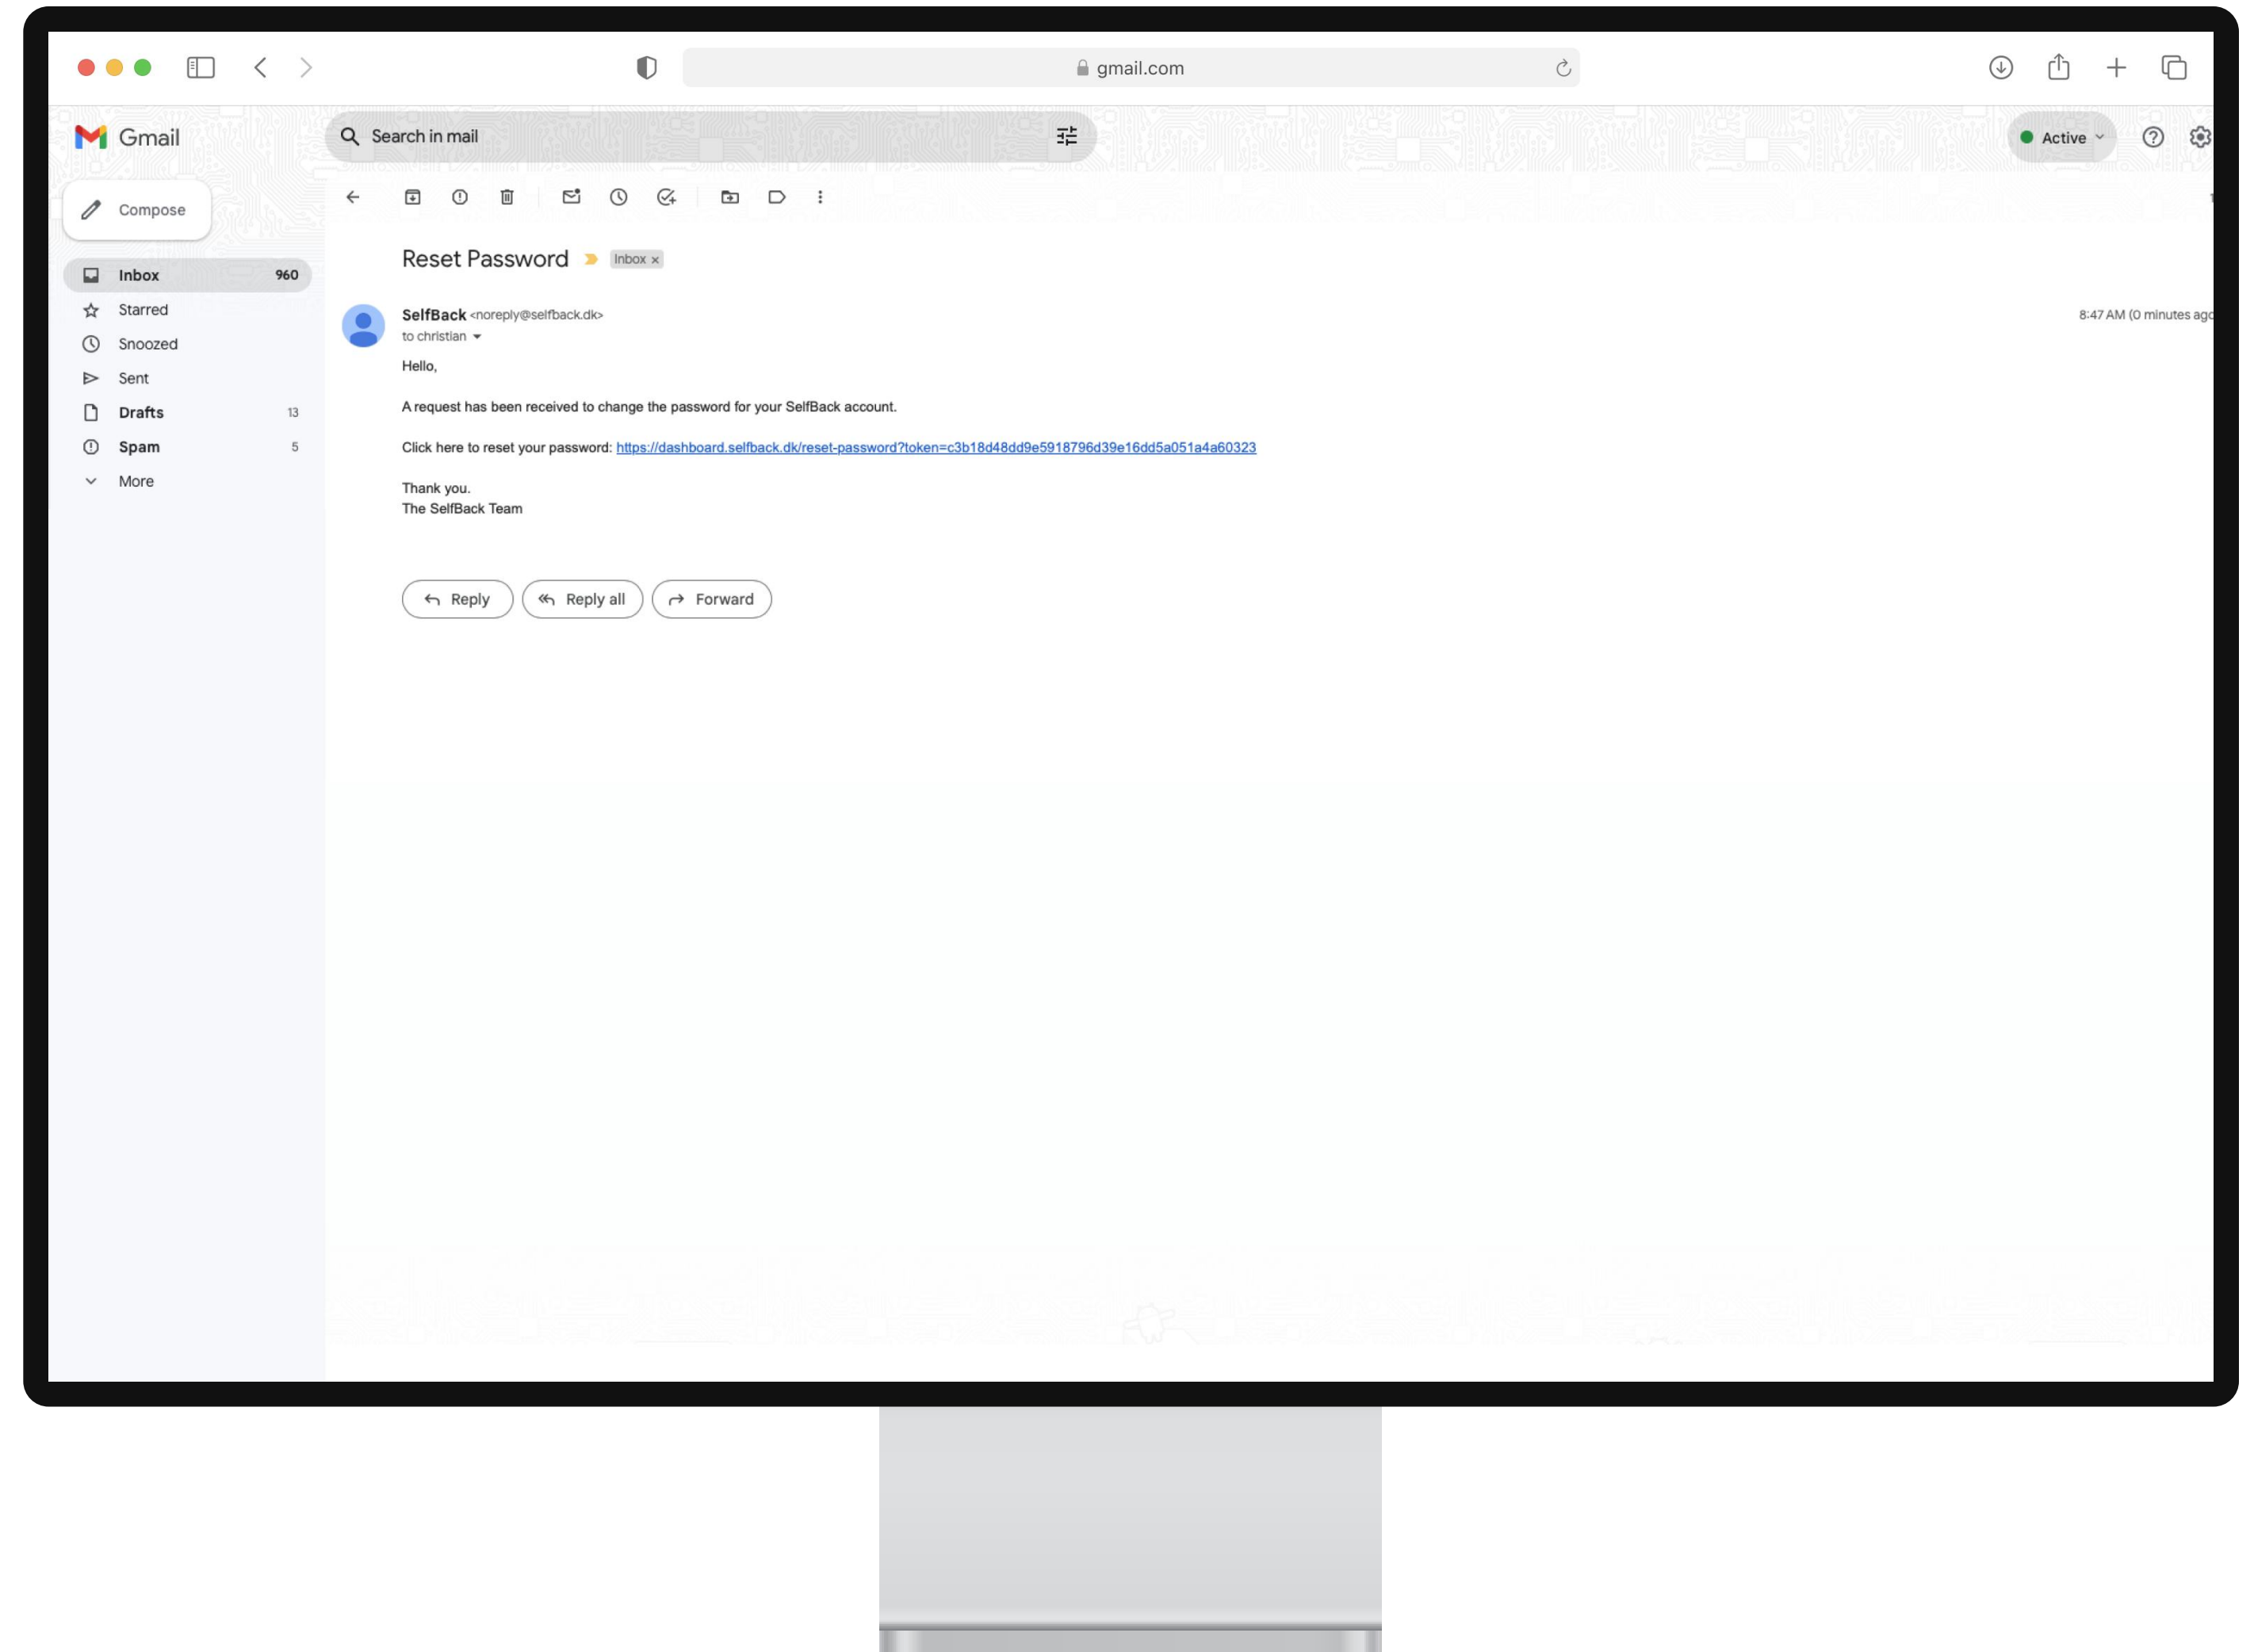 gmail.com
Gmail
Search in mail
Active
Compose
Inbox 960
Starred
Snoozed
Sent
Drafts 13
Spam 5
More
Reset Password Inbox x
SelfBack <noreply@selfback.dk> 8:47 AM (0 minutes ago
to christian
Hello,
A request has been received to change the password for your SelfBack account.
Click here to reset your password: https://dashboard.selfback.dk/reset-password?token=c3b18d48dd9e5918796d39e16dd5a051a4a60323
Thank you.
The SelfBack Team
Reply Reply all Forward